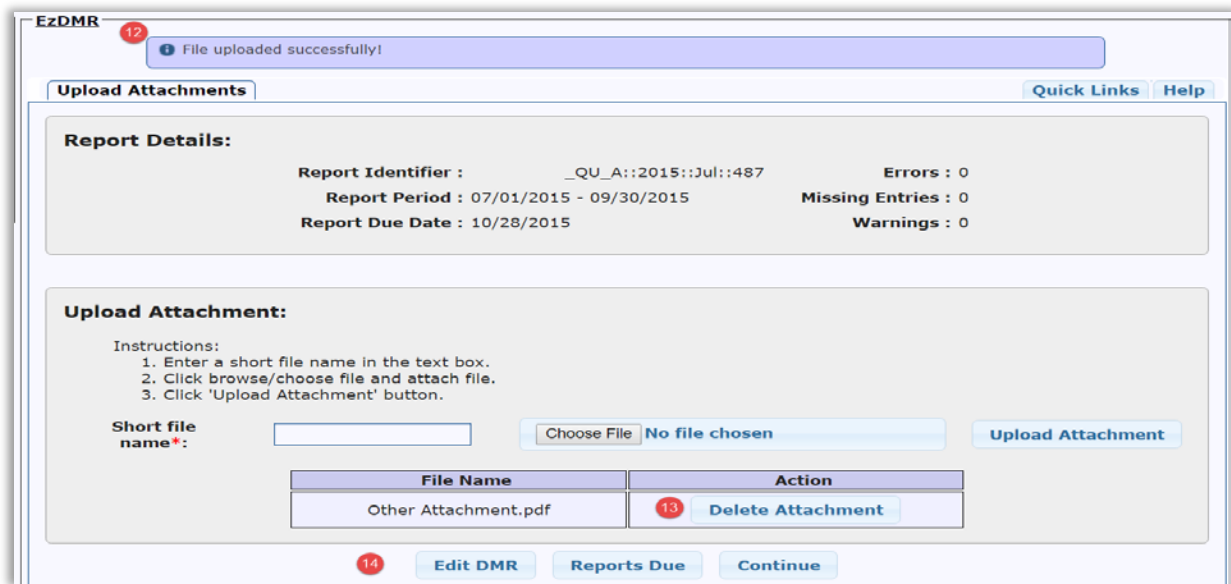 EzDMR
12
File uploaded successfully!
Upload Attachments
Quick Links Help
Report Details:
Report Identifier : _QU_A::2015::Jul::487 Errors : 0
Report Period : 07/01/2015 - 09/30/2015 Missing Entries : 0
Report Due Date : 10/28/2015 Warnings : 0
Upload Attachment:
Instructions:
1. Enter a short file name in the text box.
2. Click browse/choose file and attach file.
3. Click 'Upload Attachment' button.
Short file
name*:
Choose File No file chosen Upload Attachment
File Name Action
Other Attachment.pdf 13 Delete Attachment
14 Edit DMR Reports Due Continue